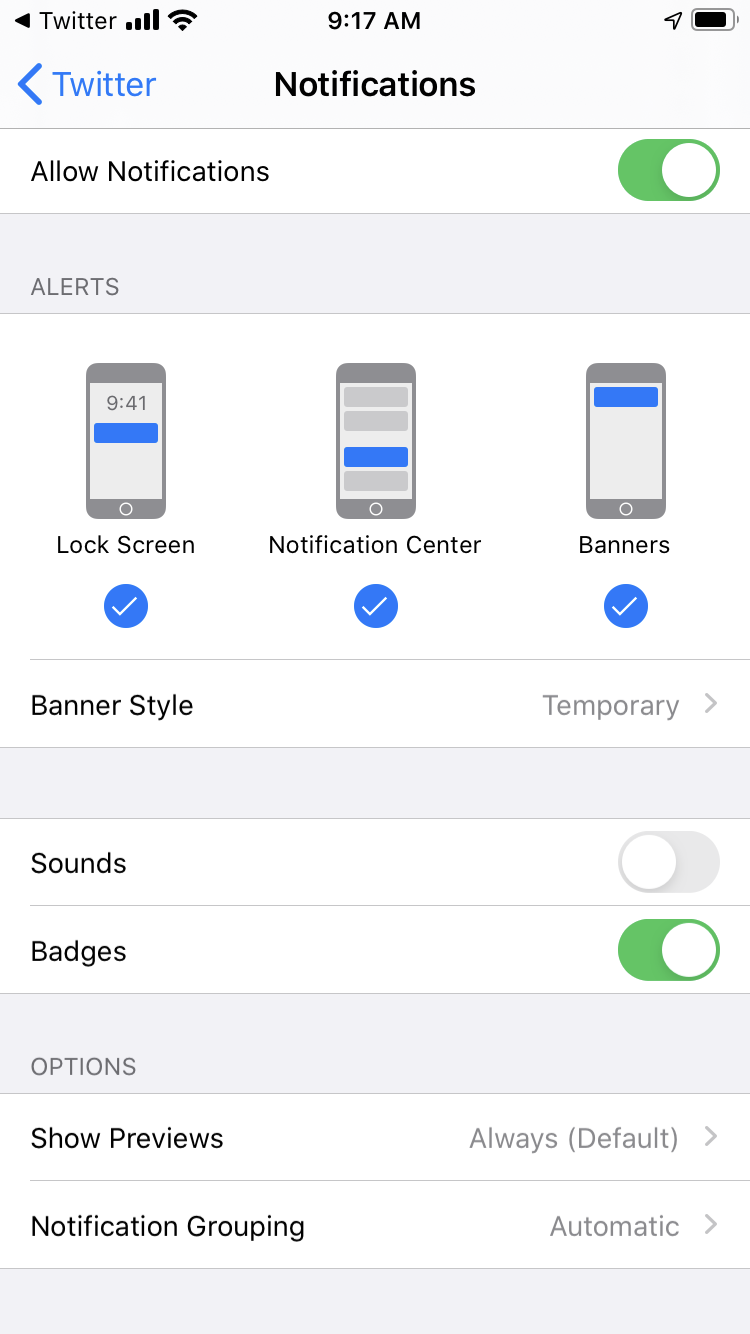 Twitter 9:17 AM
Twitter Notifications
Allow Notifications
ALERTS
9:41
Lock Screen Notification Center Banners
Banner Style Temporary
Sounds
Badges
OPTIONS
Show Previews Always (Default)
Notification Grouping Automatic